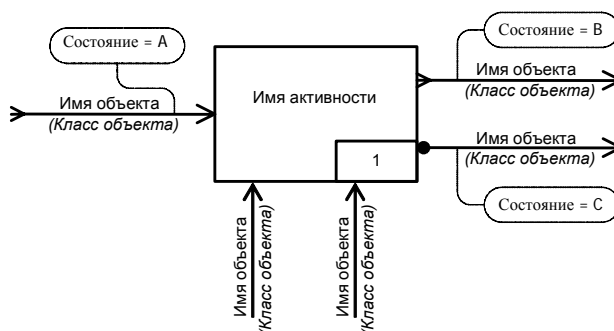 Состояние = A
Имя объекта
(Класс объекта)
Имя активности
1
Состояние = B
Имя объекта
(Класс объекта)
Имя объекта
(Класс объекта)
Состояние = C
Имя объекта
(Класс объекта)
Имя объекта
(Класс объекта)